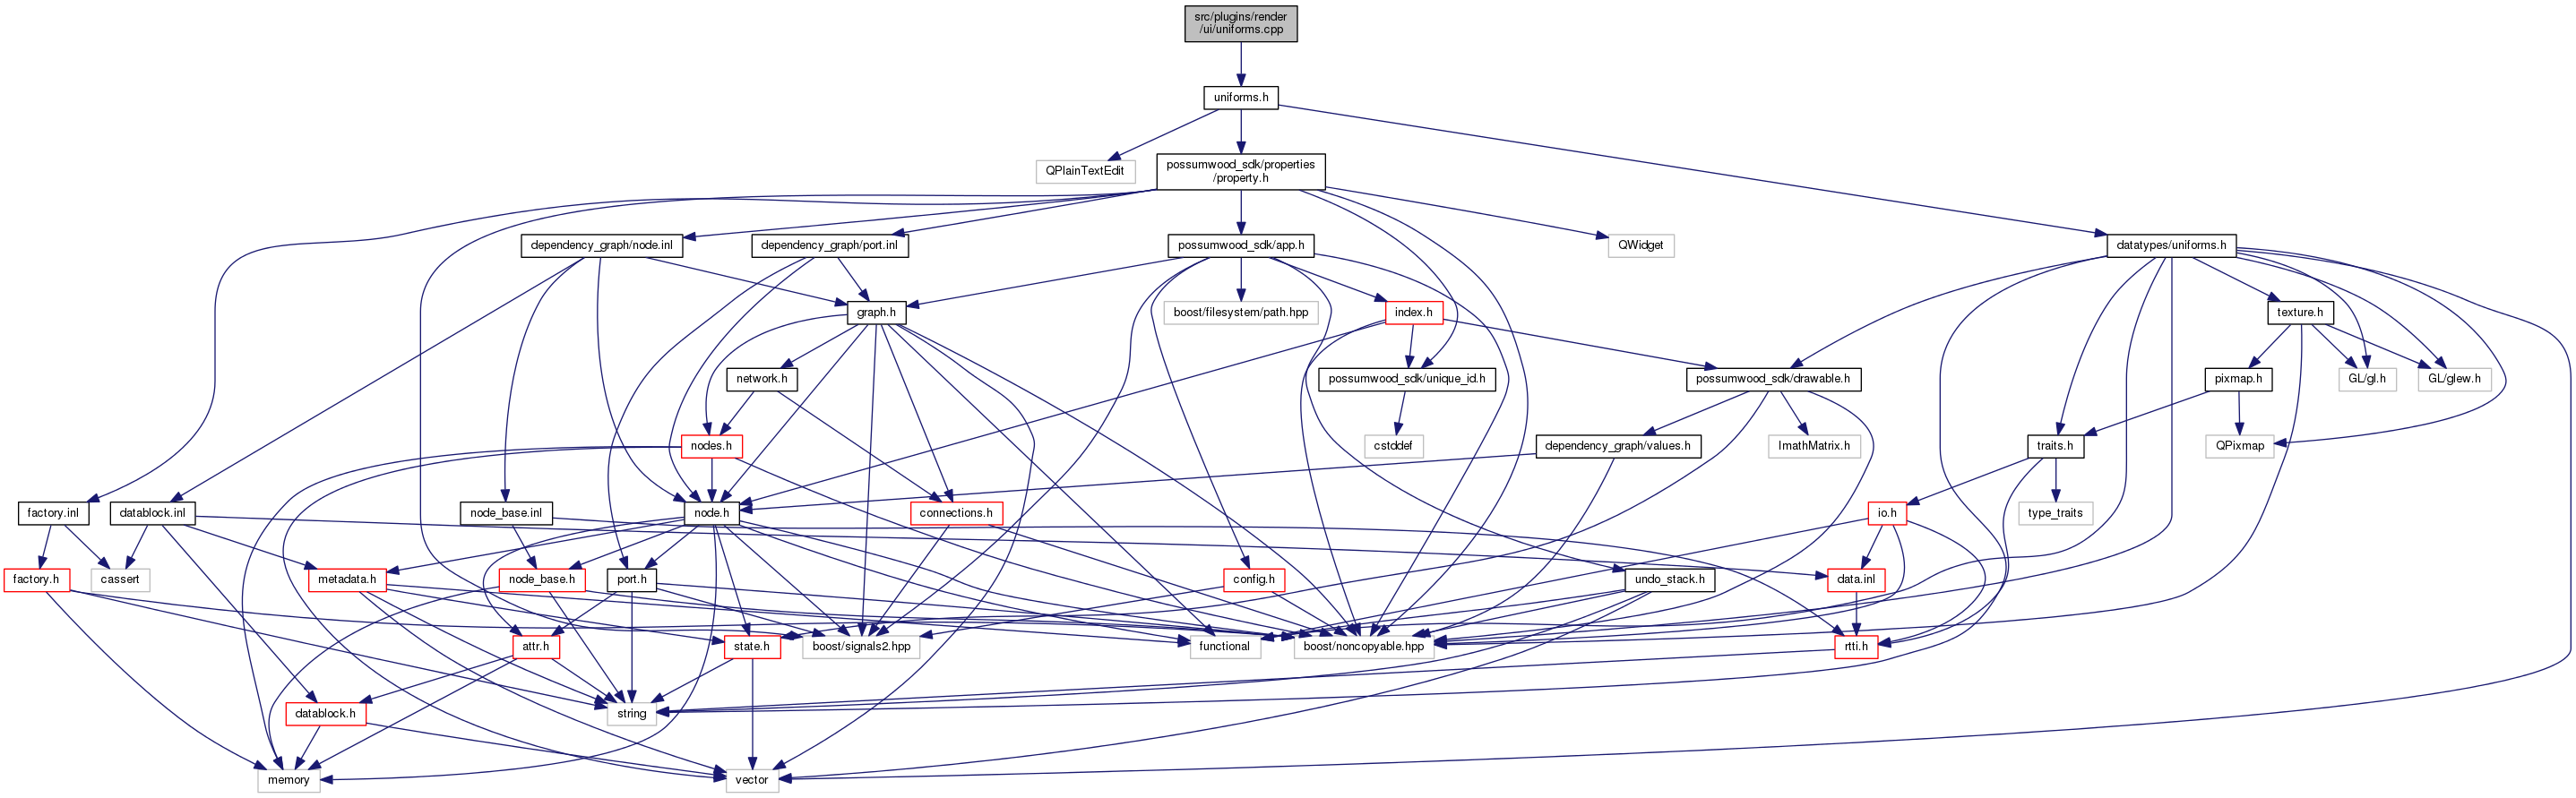 src/plugins/render
/ui/uniforms.cpp
uniforms.h
QPlainTextEdit
possumwood_sdk/properties
/property.h
dependency_graph/node.inl
dependency_graph/port.inl
possumwood_sdk/app.h
QWidget
datatypes/uniforms.h
graph.h
boost/filesystem/path.hpp
index.h
texture.h
network.h
possumwood_sdk/unique_id.h
possumwood_sdk/drawable.h
pixmap.h
GL/gl.h
GL/glew.h
nodes.h
cstddef
dependency_graph/values.h
ImathMatrix.h
traits.h
QPixmap
factory.inl
datablock.inl
node_base.inl
node.h
connections.h
io.h
type_traits
factory.h
cassert
metadata.h
node_base.h
port.h
config.h
undo_stack.h
data.inl
attr.h
state.h
boost/signals2.hpp
functional
boost/noncopyable.hpp
rtti.h
datablock.h
string
memory
vector